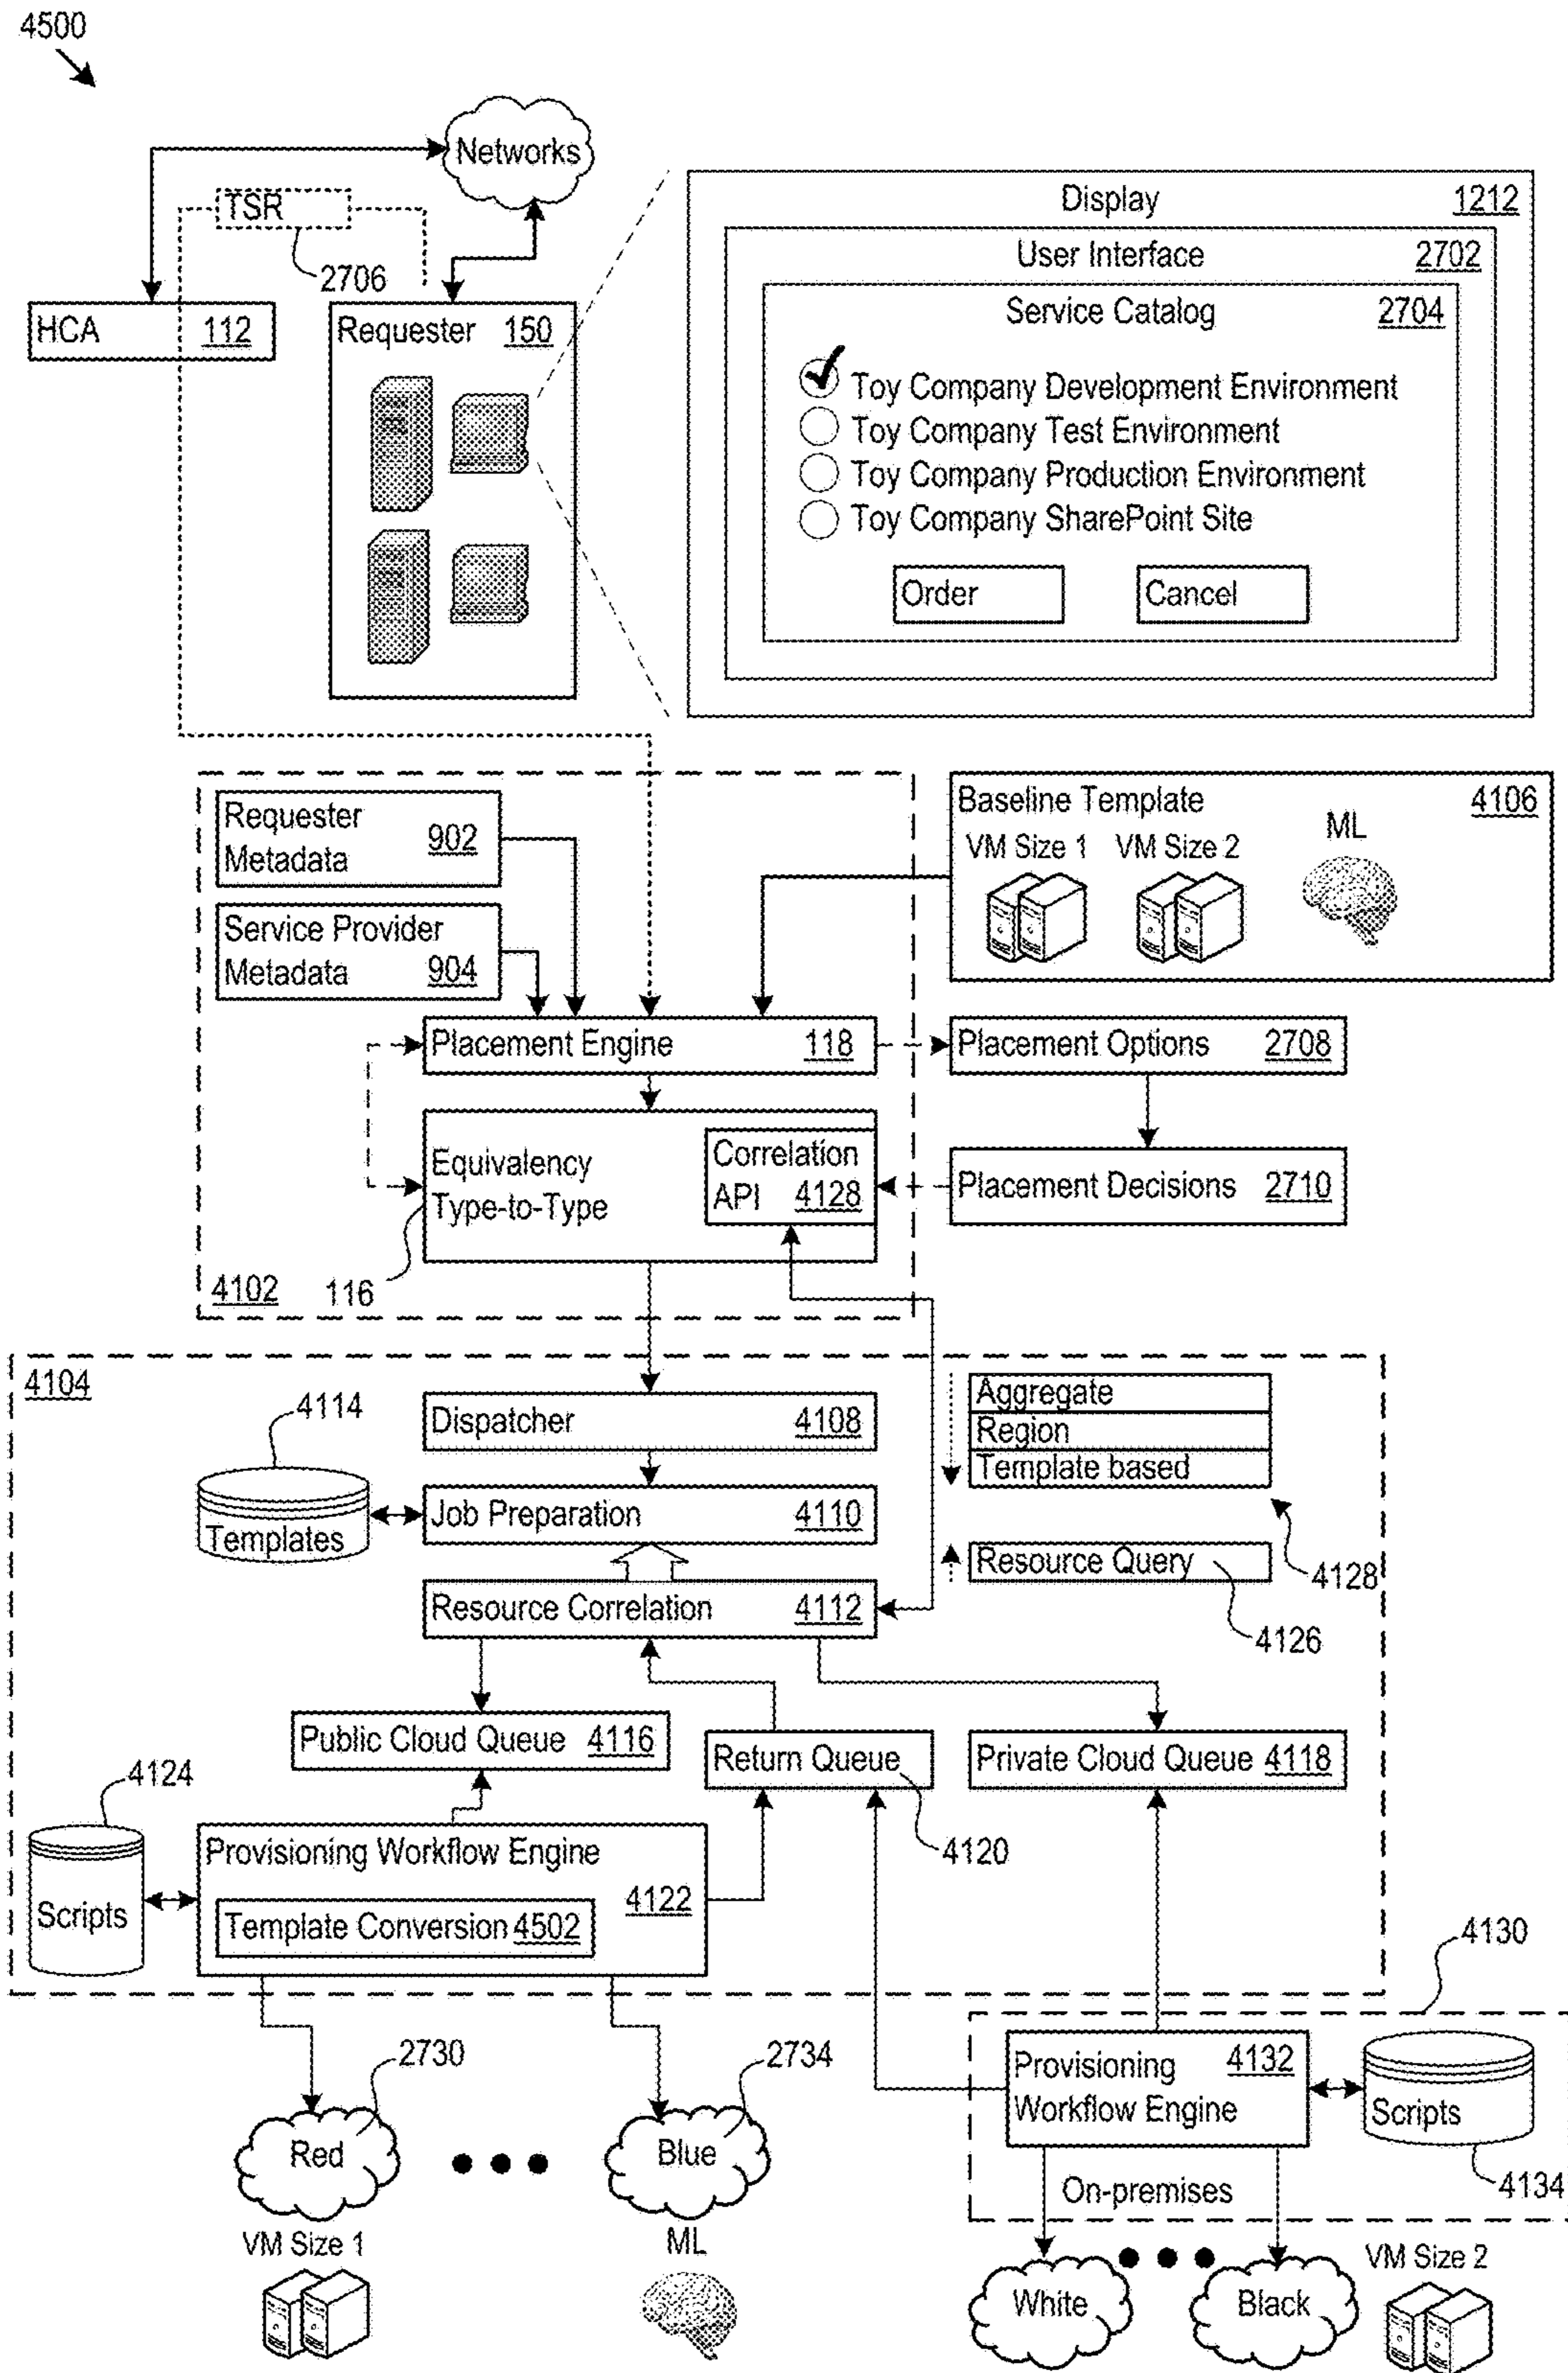 4500
Networks
TSR
2706
HCA 112
Requester 150
Display 1212
User Interface 2702
Service Catalog 2704
Toy Company Development Environment
Toy Company Test Environment
Toy Company Production Environment
Toy Company SharePoint Site
Order
Cancel
Requester
Metadata 902
Service Provider
Metadata 904
Baseline Template 4106
VM Size 1
VM Size 2
ML
Placement Engine 118
Placement Options 2708
Equivalency
Type-to-Type
Correlation
API 4128
Placement Decisions 2710
4102
116
4104
4114
Templates
Dispatcher 4108
Job Preparation 4110
Resource Correlation 4112
Aggregate
Region
Template based
Resource Query
4128
4126
Public Cloud Queue 4116
Return Queue
Private Cloud Queue 4118
4120
4124
Scripts
Provisioning Workflow Engine
4122
Template Conversion 4502
4130
2730
2734
Red
Blue
Provisioning 4132
Workflow Engine
Scripts
4134
On-premises
VM Size 1
ML
White
Black
VM Size 2